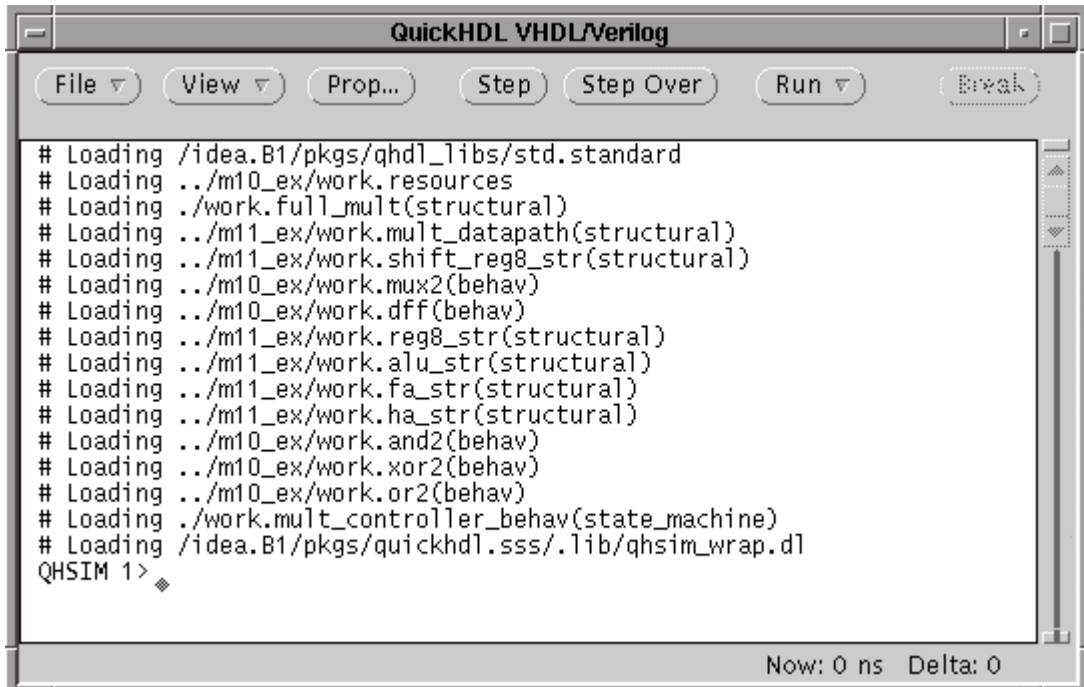 QuickHDL VHDL/Verilog
File View Prop... Step Step Over Run Break
# Loading /idea.B1/pkgs/qhdl_libs/std.standard
# Loading ../m10_ex/work.resources
# Loading ./work.full_mult(structural)
# Loading ../m11_ex/work.mult_datapath(structural)
# Loading ../m11_ex/work.shift_reg8_str(structural)
# Loading ../m10_ex/work.mux2(behav)
# Loading ../m10_ex/work.dff(behav)
# Loading ../m11_ex/work.reg8_str(structural)
# Loading ../m11_ex/work.alu_str(structural)
# Loading ../m11_ex/work.fa_str(structural)
# Loading ../m11_ex/work.ha_str(structural)
# Loading ../m10_ex/work.and2(behav)
# Loading ../m10_ex/work.xor2(behav)
# Loading ../m10_ex/work.or2(behav)
# Loading ./work.mult_controller_behav(state_machine)
# Loading /idea.B1/pkgs/quickhdl.sss/.lib/qhsim_wrap.dl
QHSIM 1>
Now: 0 ns Delta: 0